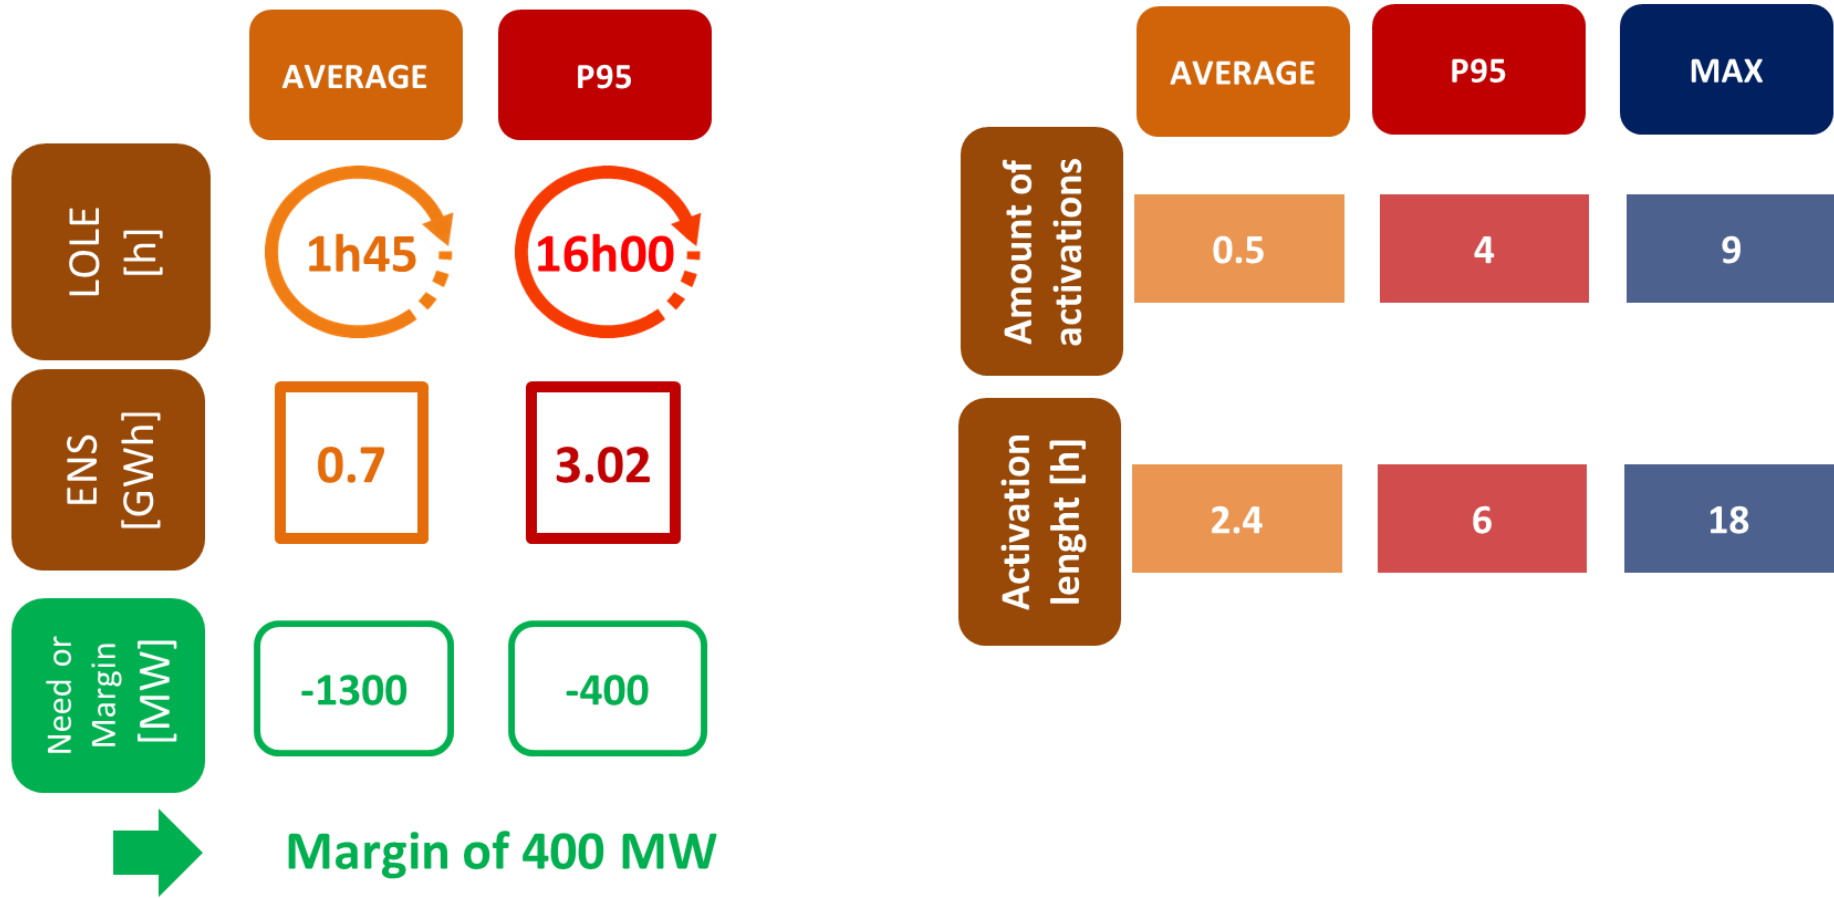 AVERAGE P95
LOLE
[h]
1h45 16h00
ENS
[GWh]
0.7 3.02
Need or
Margin
[MW]
-1300 -400
Margin of 400 MW
AVERAGE P95 MAX
Amount of
activations
0.5 4 9
Activation
lenght [h]
2.4 6 18